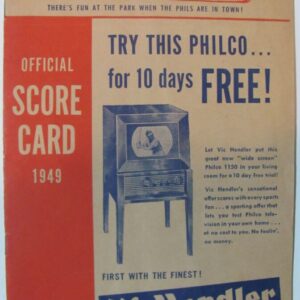 THERE'S FUN AT THE PARK WHEN THE PHILS ARE IN TOWN!
OFFICIAL
SCORE
CARD
1949
TRY THIS PHILCO...
for 10 days FREE!
Let Vic Hendler put this
great new "wide screen"
Philco 1150 in your living
room for a 10 day free trial!
Vic Hendler's sensational
offer scores with every sports
fan . . . a sporting offer that
lets you test Philco tele-
vision in your own home . . .
at no cost to you. No foolin',
no money.
FIRST WITH THE FINEST!
Vic Hendler